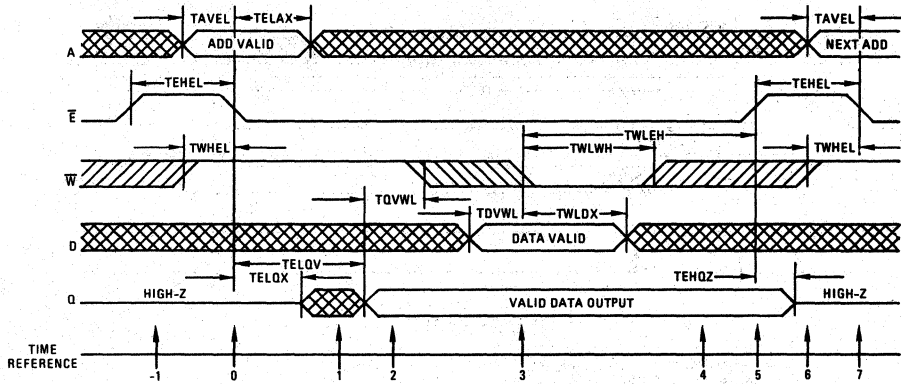 TAVEL TELAX TAVEL
A ADD VALID NEXT ADD
TEHEL TEHEL
E
TWLEH
TWHEL TWLWH TWHEL
W
TQVWL TDVWL TWLDX
D DATA VALID
TELQV
TELQX TEHQZ
Q HIGH-Z VALID DATA OUTPUT HIGH-Z
TIME
REFERENCE
-1 0 1 2 3 4 5 6 7